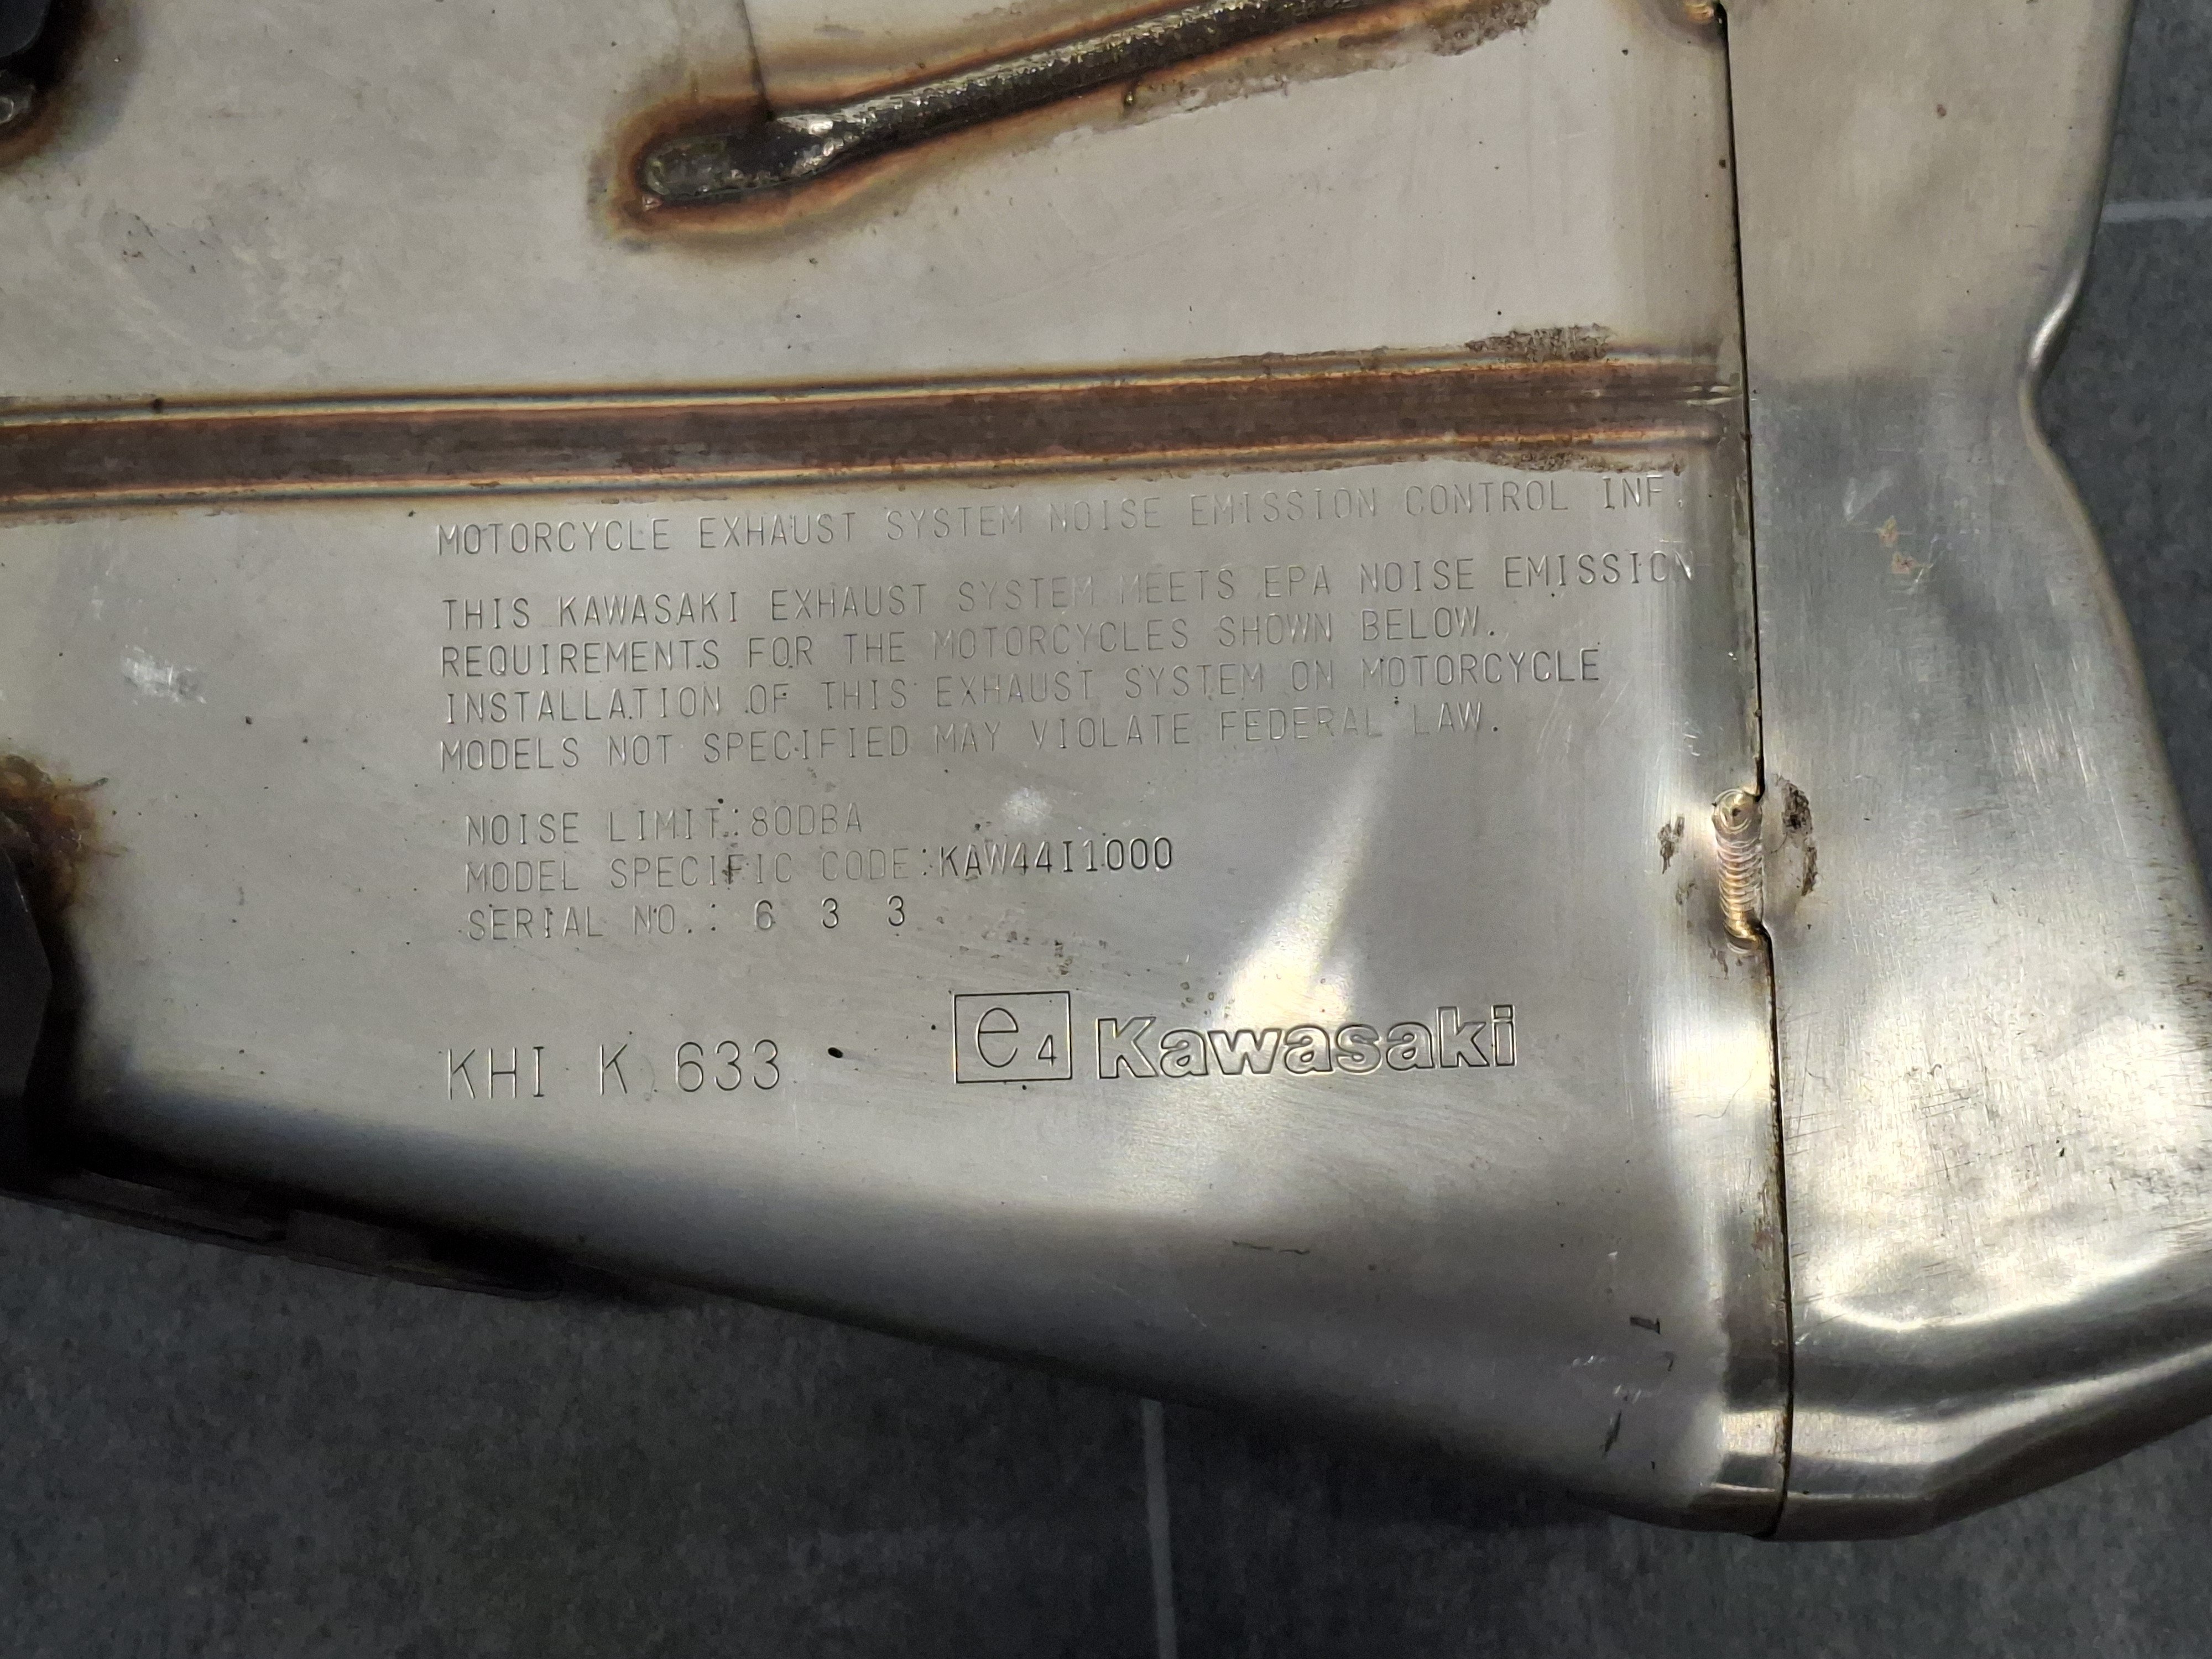 MOTORCYCLE EXHAUST SYSTEM NOISE EMISSION CONTROL INF.
THIS KAWASAKI EXHAUST SYSTEM MEETS EPA NOISE EMISSION
REQUIREMENTS FOR THE MOTORCYCLES SHOWN BELOW.
INSTALLATION OF THIS EXHAUST SYSTEM ON MOTORCYCLE
MODELS NOT SPECIFIED MAY VIOLATE FEDERAL LAW.
NOISE LIMIT:80DBA
MODEL SPECIFIC CODE:KAW44I1000
SERIAL NO.: 6 3 3
KHI K 633 e4 Kawasaki